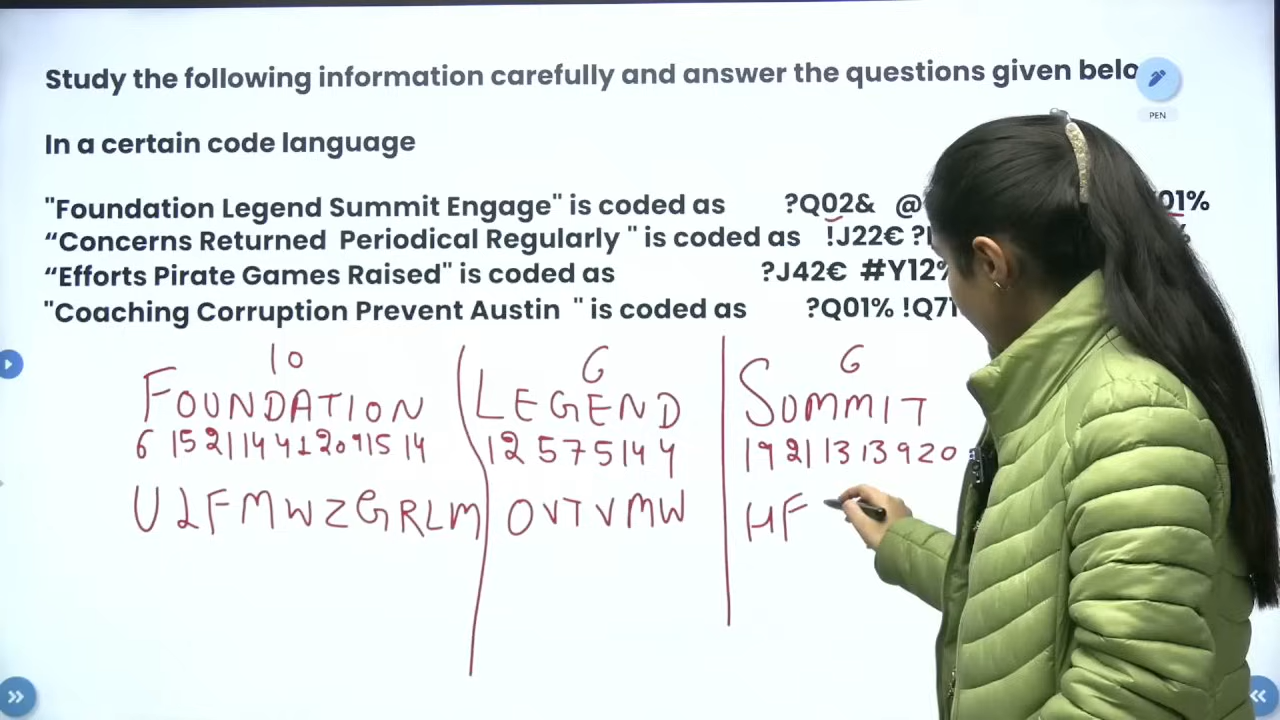 Study the following information carefully and answer the questions given belo
PEN
In a certain code language
"Foundation Legend Summit Engage" is coded as ?Q02& @ 01%
“Concerns Returned Periodical Regularly " is coded as !J22€ %
“Efforts Pirate Games Raised" is coded as ?J42€ #Y12%
"Coaching Corruption Prevent Austin " is coded as ?Q01%
10 6 6
FOUNDATION LEGEND SUMMIT
6 15 21 14 4 1 20 9 15 14 12 5 7 5 14 4 19 21 13 13 9 20
U L F M W Z G R L M O V T V M W H F